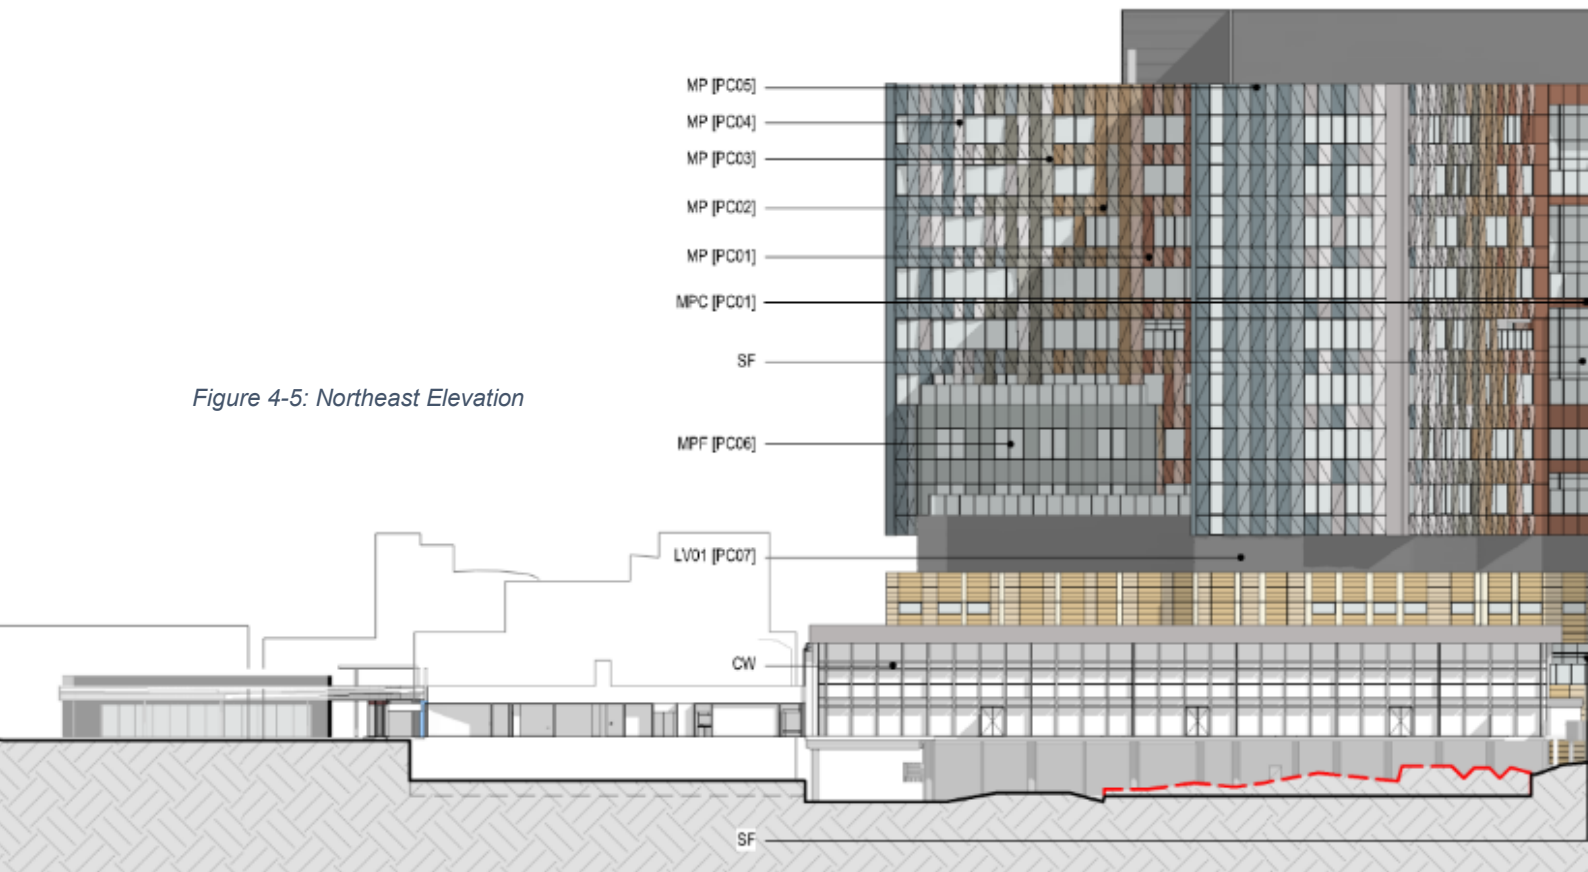 MP [PC05]
MP [PC04]
MP [PC03]
MP [PC02]
MP [PC01]
MPC [PC01]
SF
Figure 4-5: Northeast Elevation
MPF [PC06]
LV01 [PC07]
CW
SF